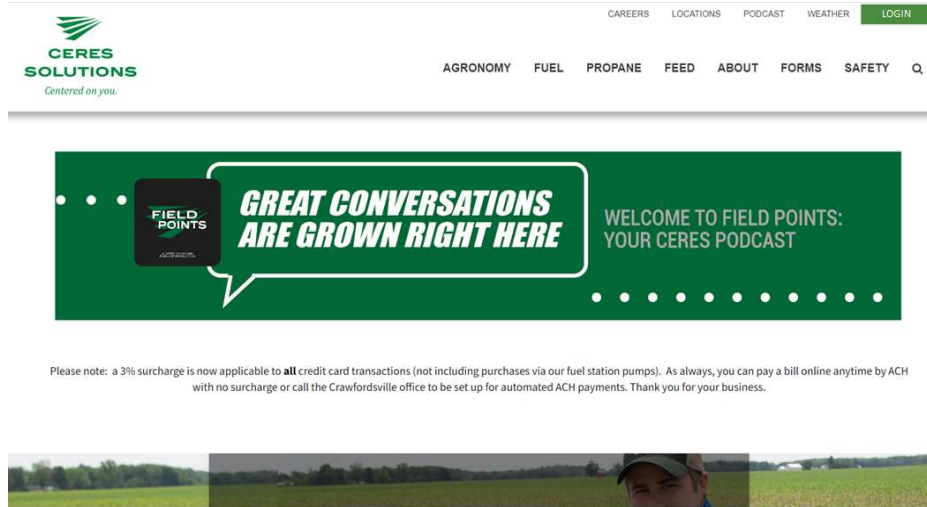 CAREERS LOCATIONS PODCAST WEATHER LOGIN
CERES
SOLUTIONS
Centered on you.
AGRONOMY FUEL PROPANE FEED ABOUT FORMS SAFETY
FIELD
POINTS
GREAT CONVERSATIONS
ARE GROWN RIGHT HERE
WELCOME TO FIELD POINTS:
YOUR CERES PODCAST
Please note: a 3% surcharge is now applicable to all credit card transactions (not including purchases via our fuel station pumps). As always, you can pay a bill online anytime by ACH
with no surcharge or call the Crawfordsville office to be set up for automated ACH payments. Thank you for your business.